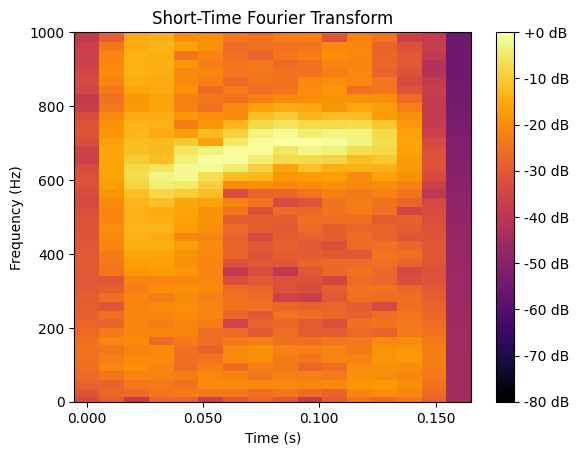 Short-Time Fourier Transform
Frequency (Hz)
1000
800
600
400
200
0
0.000
0.050
0.100
0.150
Time (s)
+0 dB
-10 dB
-20 dB
-30 dB
-40 dB
-50 dB
-60 dB
-70 dB
-80 dB